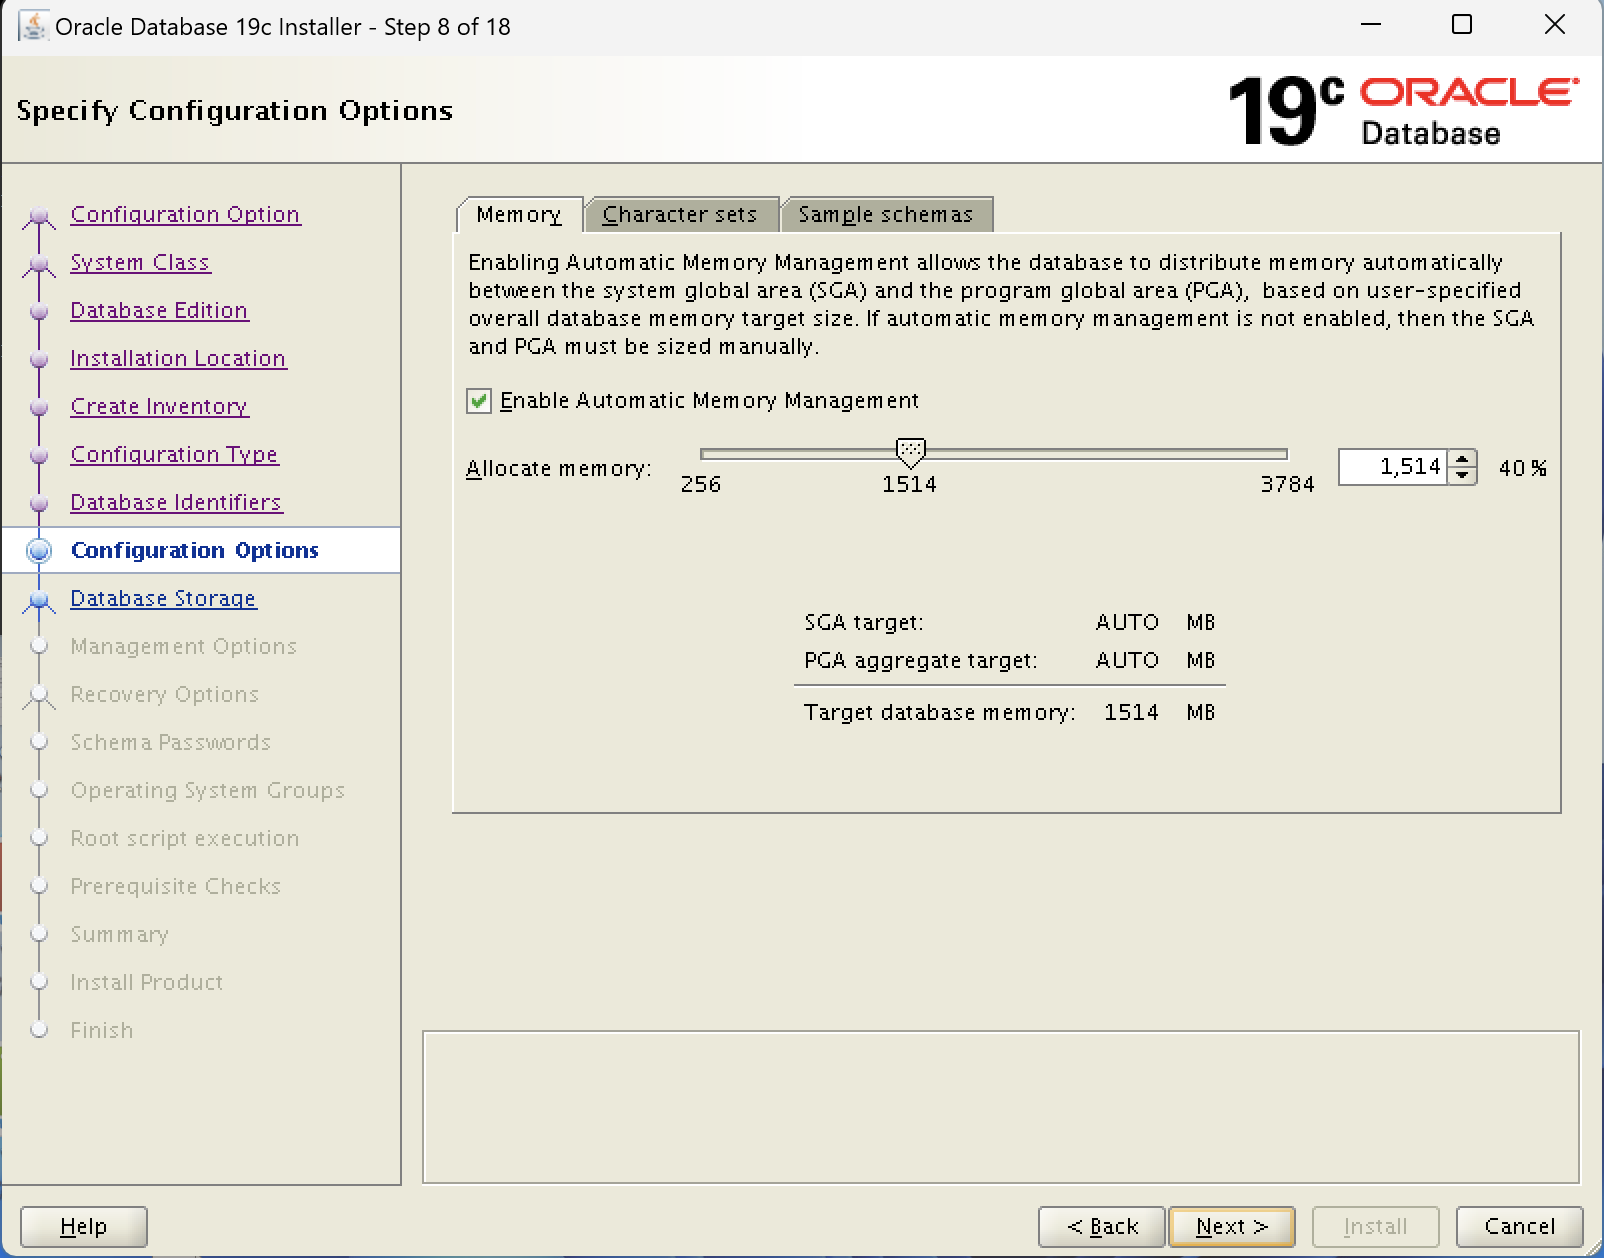 Oracle Database 19c Installer - Step 8 of 18
Specify Configuration Options
19c ORACLE
Database
Configuration Option
System Class
Database Edition
Installation Location
Create Inventory
Configuration Type
Database Identifiers
Configuration Options
Database Storage
Management Options
Recovery Options
Schema Passwords
Operating System Groups
Root script execution
Prerequisite Checks
Summary
Install Product
Finish
Memory Character sets Sample schemas
Enabling Automatic Memory Management allows the database to distribute memory automatically
between the system global area (SGA) and the program global area (PGA),  based on user-specified
overall database memory target size. If automatic memory management is not enabled, then the SGA
and PGA must be sized manually.
Enable Automatic Memory Management
Allocate memory: 1,514 40 %
256 1514 3784
SGA target: AUTO MB
PGA aggregate target: AUTO MB
Target database memory: 1514 MB
Help < Back Next > Install Cancel